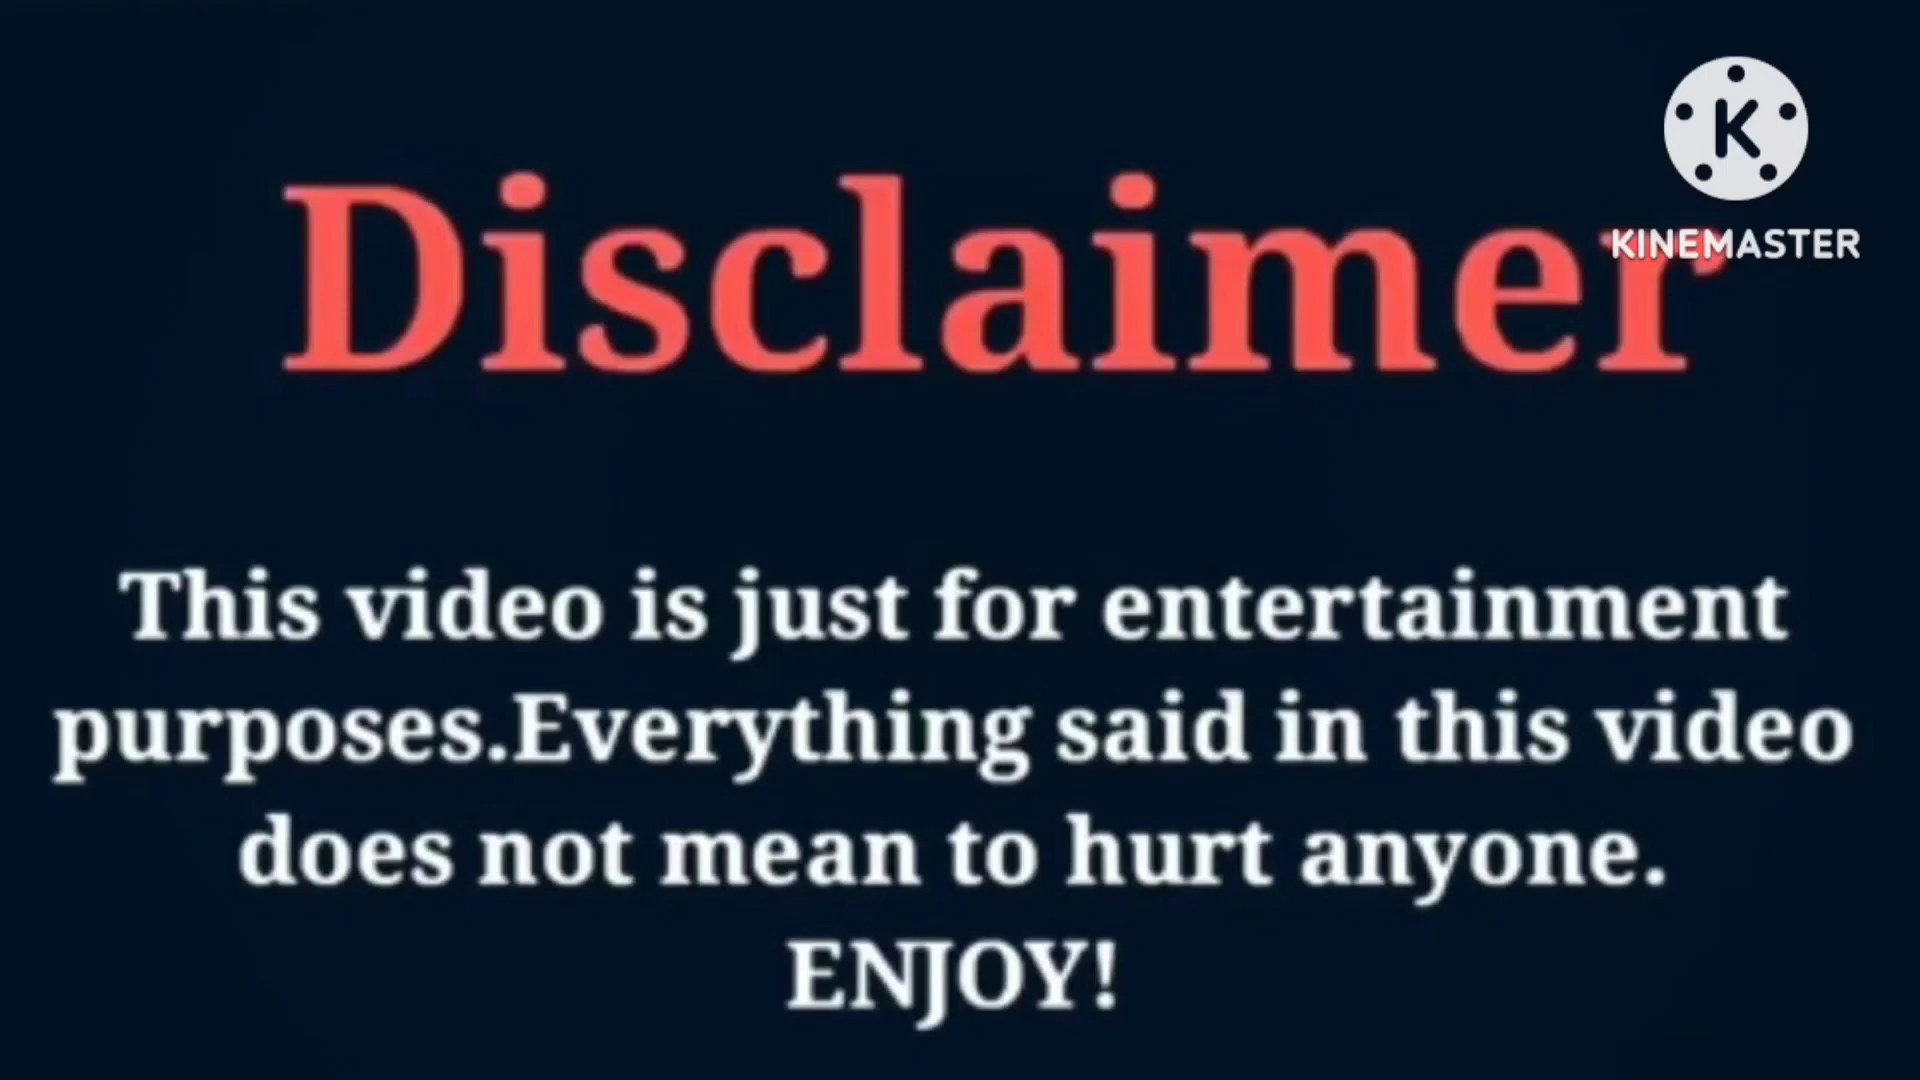 K
KINEMASTER
Disclaimer
This video is just for entertainment
purposes.Everything said in this video
does not mean to hurt anyone.
ENJOY!